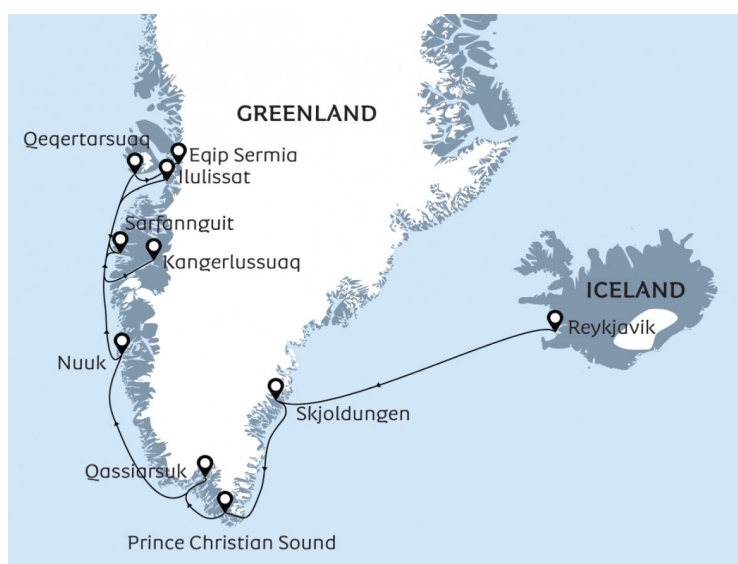 GREENLAND
Qeqertarsuaq
Eqip Sermia
Ilulissat
Sarfannguit
Kangerlussuaq
ICELAND
Reykjavik
Nuuk
Skjoldungen
Qassiarsuk
Prince Christian Sound